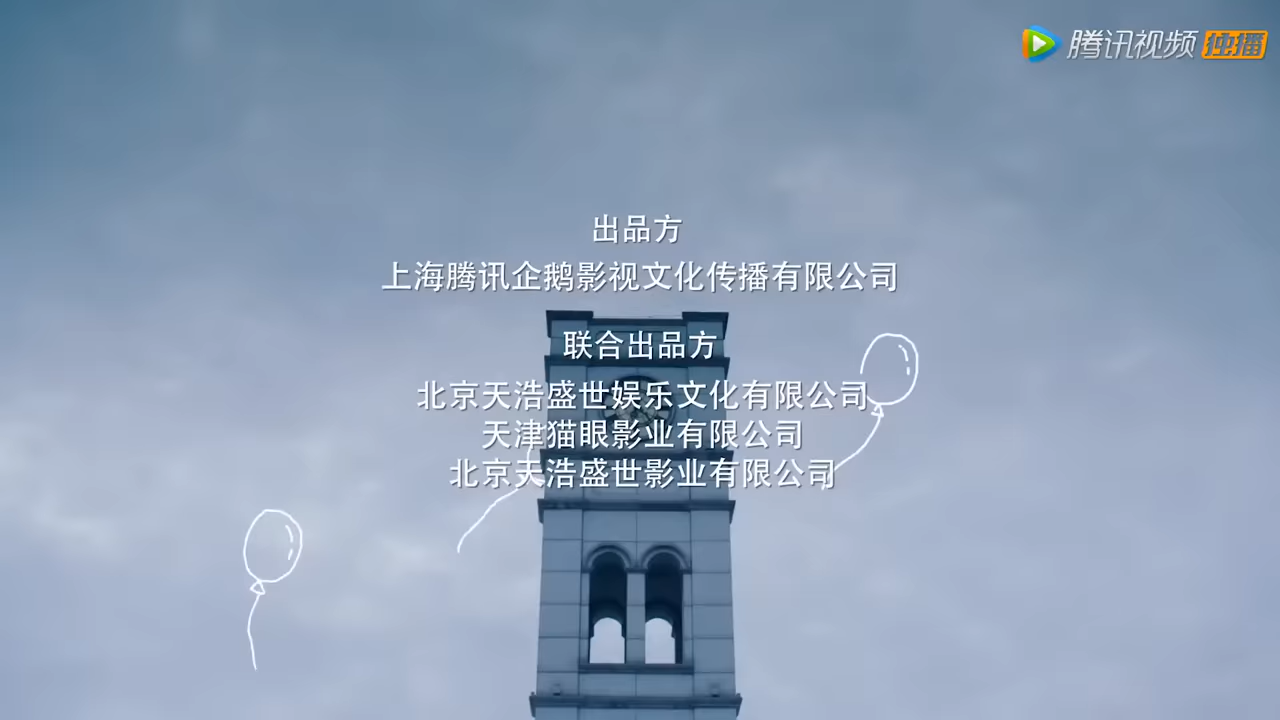 腾讯视频 独播
出品方
上海腾讯企鹅影视文化传播有限公司
联合出品方
北京天浩盛世娱乐文化有限公司
天津猫眼影业有限公司
北京天浩盛世影业有限公司